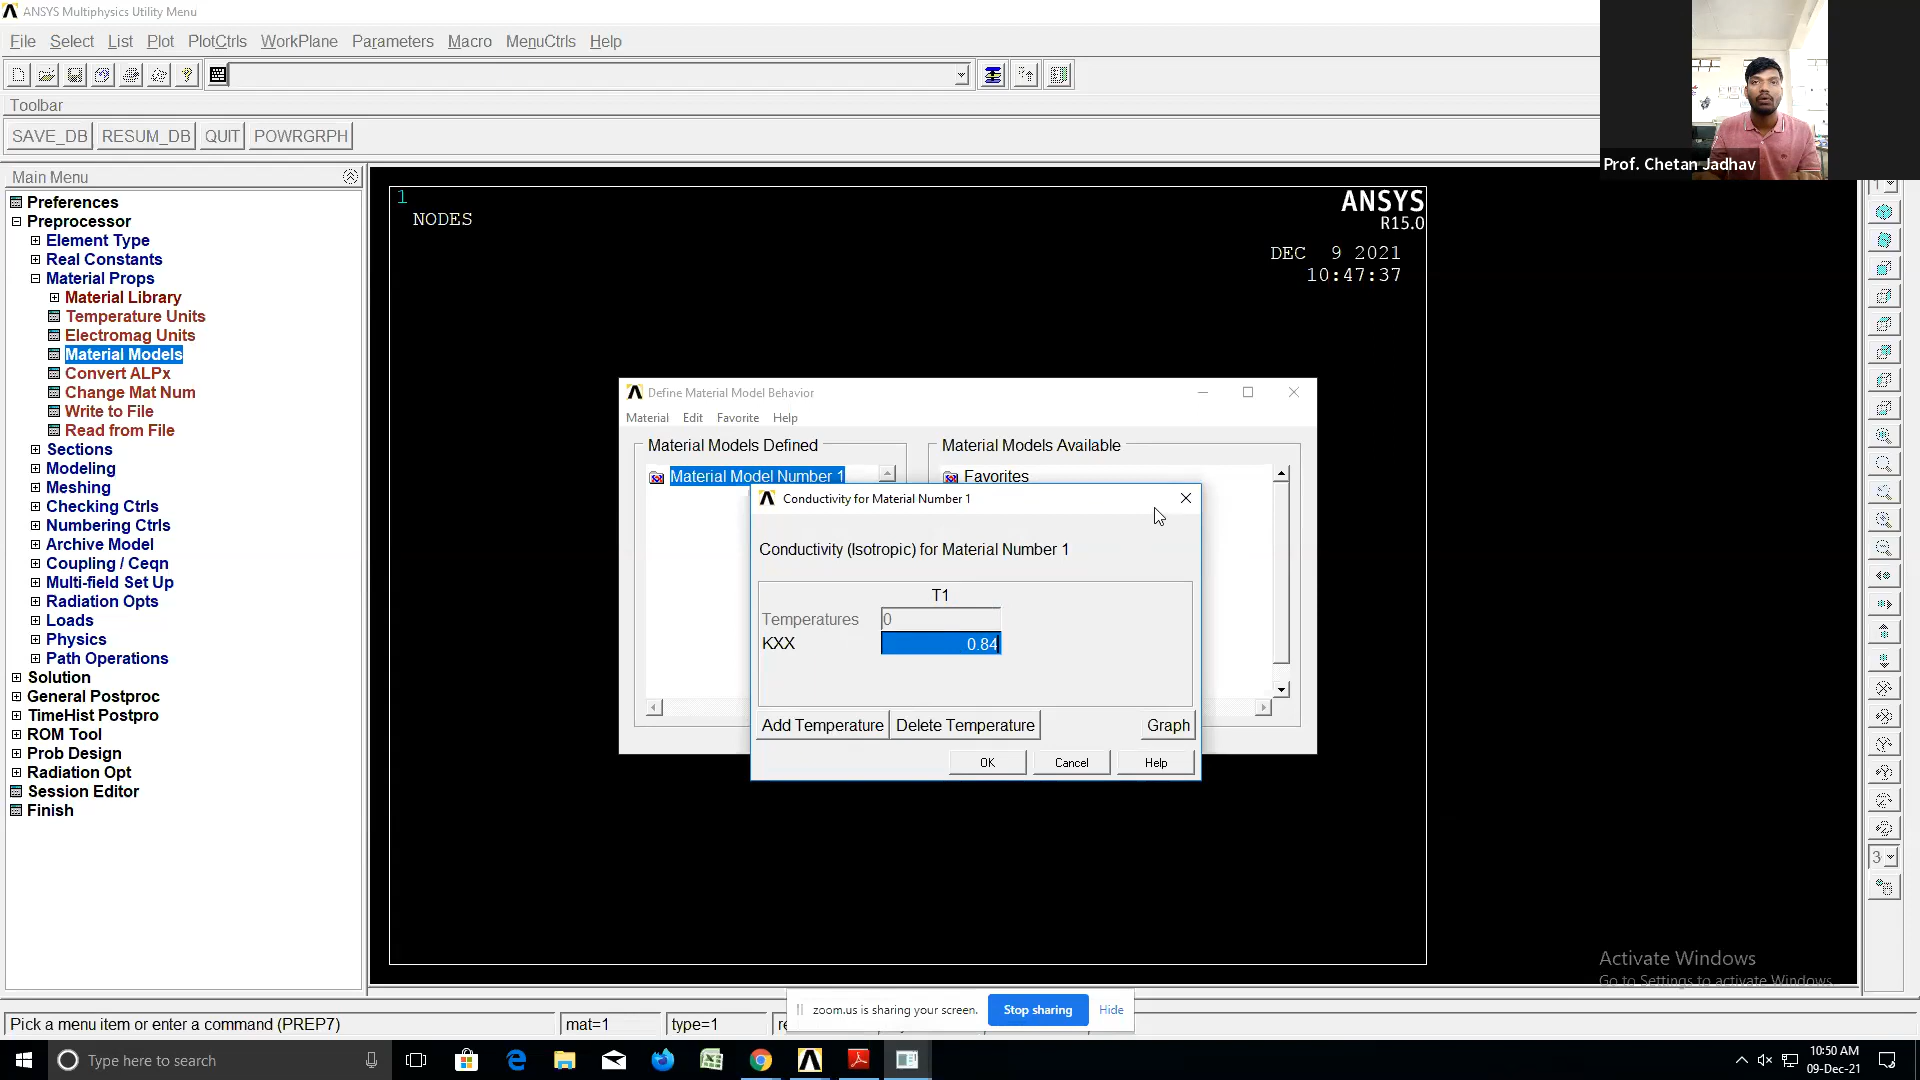 ANSYS Multiphysics Utility Menu
File Select List Plot PlotCtrls WorkPlane Parameters Macro MenuCtrls Help
Toolbar
SAVE_DB RESUM_DB QUIT POWRGRPH
Prof. Chetan Jadhav
Main Menu
Preferences
Preprocessor
Element Type
Real Constants
Material Props
Material Library
Temperature Units
Electromag Units
Material Models
Convert ALPx
Change Mat Num
Write to File
Read from File
Sections
Modeling
Meshing
Checking Ctrls
Numbering Ctrls
Archive Model
Coupling / Ceqn
Multi-field Set Up
Radiation Opts
Loads
Physics
Path Operations
Solution
General Postproc
TimeHist Postpro
ROM Tool
Prob Design
Radiation Opt
Session Editor
Finish
1
NODES
ANSYS
R15.0
DEC 9 2021
10:47:37
Define Material Model Behavior
Material Edit Favorite Help
Material Models Defined
Material Models Available
Material Model Number 1
Favorites
Conductivity for Material Number 1
Conductivity (Isotropic) for Material Number 1
T1
Temperatures 0
KXX 0.84
Add Temperature Delete Temperature Graph
OK Cancel Help
3
Activate Windows
Go to Settings to activate Windows.
zoom.us is sharing your screen. Stop sharing Hide
Pick a menu item or enter a command (PREP7) mat=1 type=1
Type here to search
10:50 AM
09-Dec-21